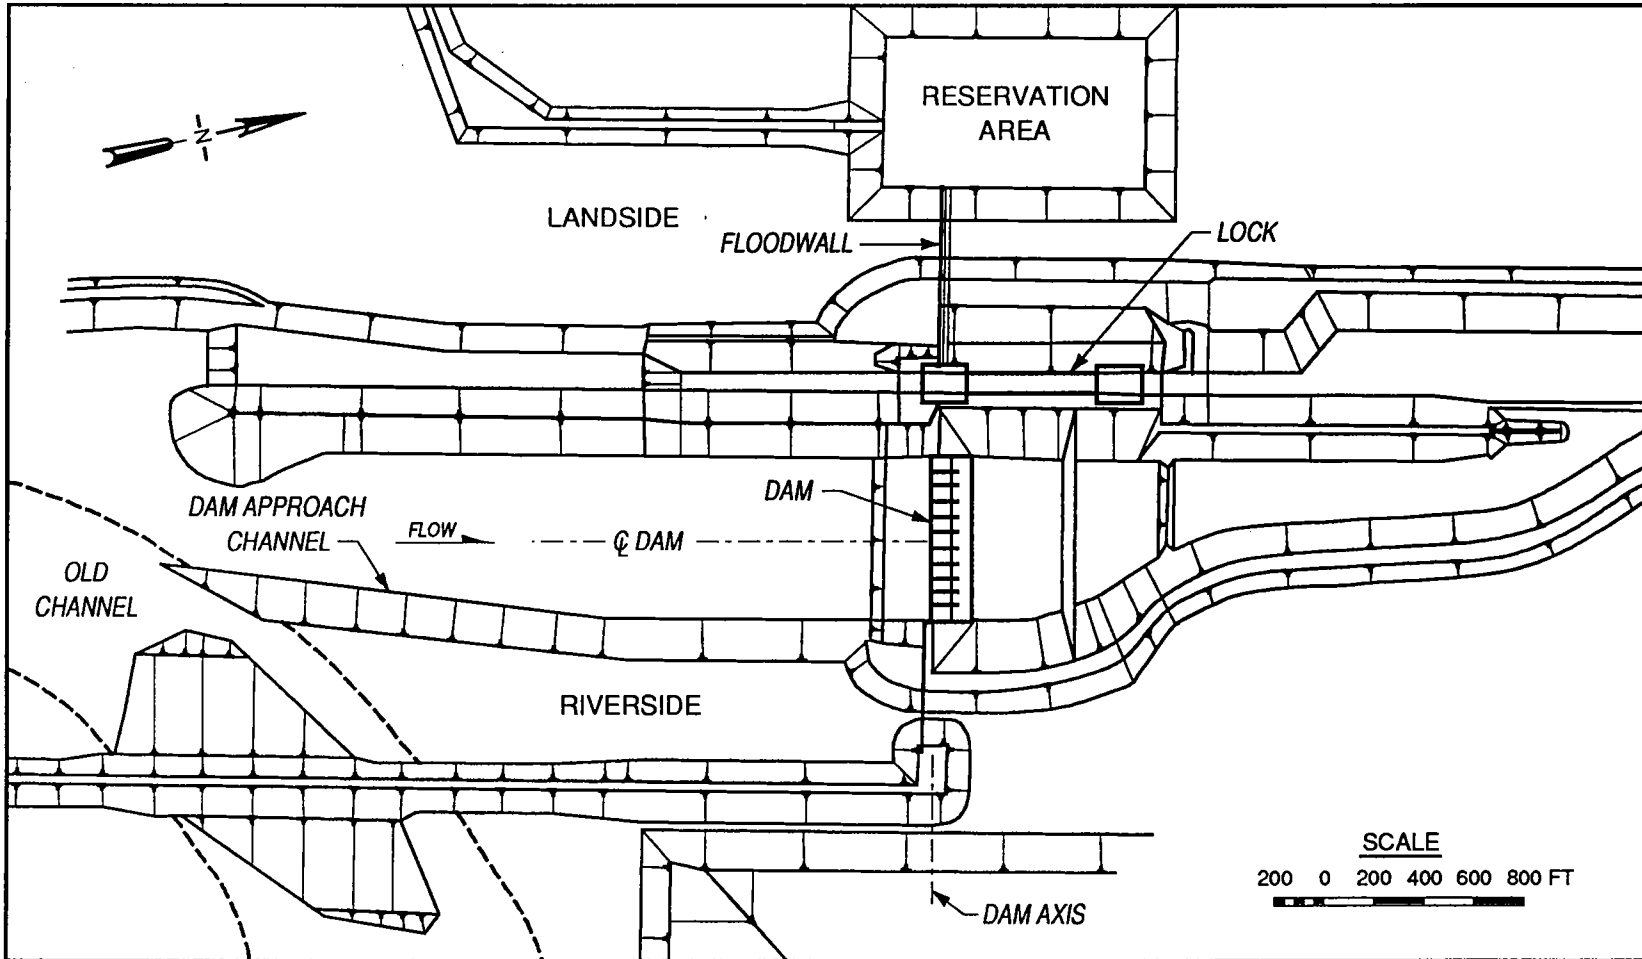 RESERVATION
AREA
N
LANDSIDE
FLOODWALL
LOCK
DAM APPROACH
CHANNEL
FLOW
℄ DAM
DAM
OLD
CHANNEL
RIVERSIDE
SCALE
200 0 200 400 600 800 FT
DAM AXIS